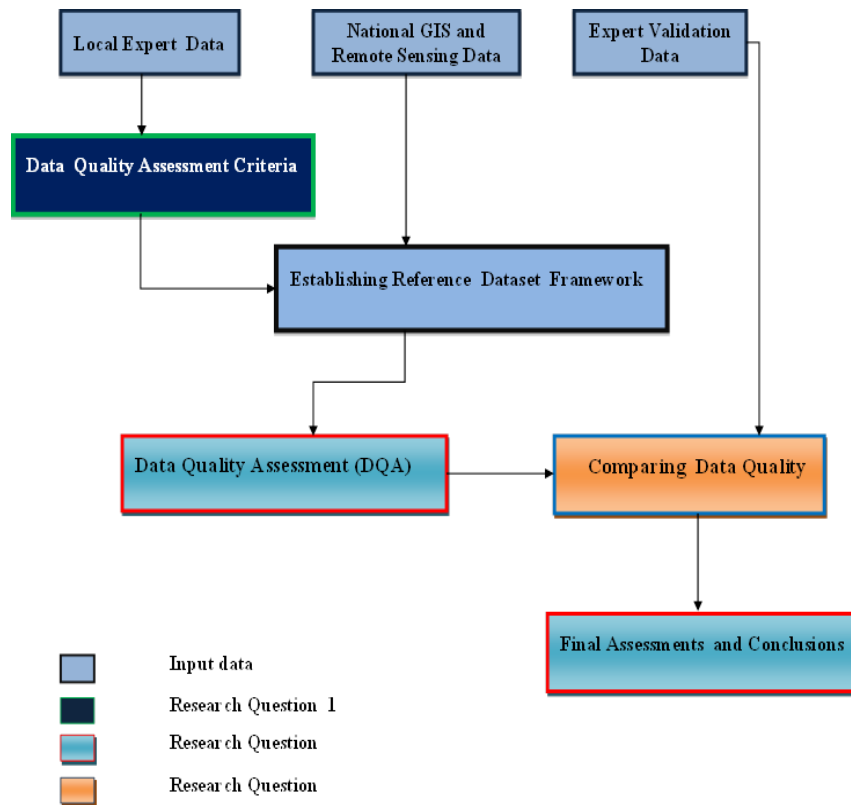 Local Expert Data
National GIS and
Remote Sensing Data
Expert Validation
Data
Data Quality Assessment Criteria
Establishing Reference Dataset Framework
Data Quality Assessment (DQA)
Comparing Data Quality
Final Assessments and Conclusions
Input data
Research Question 1
Research Question
Research Question